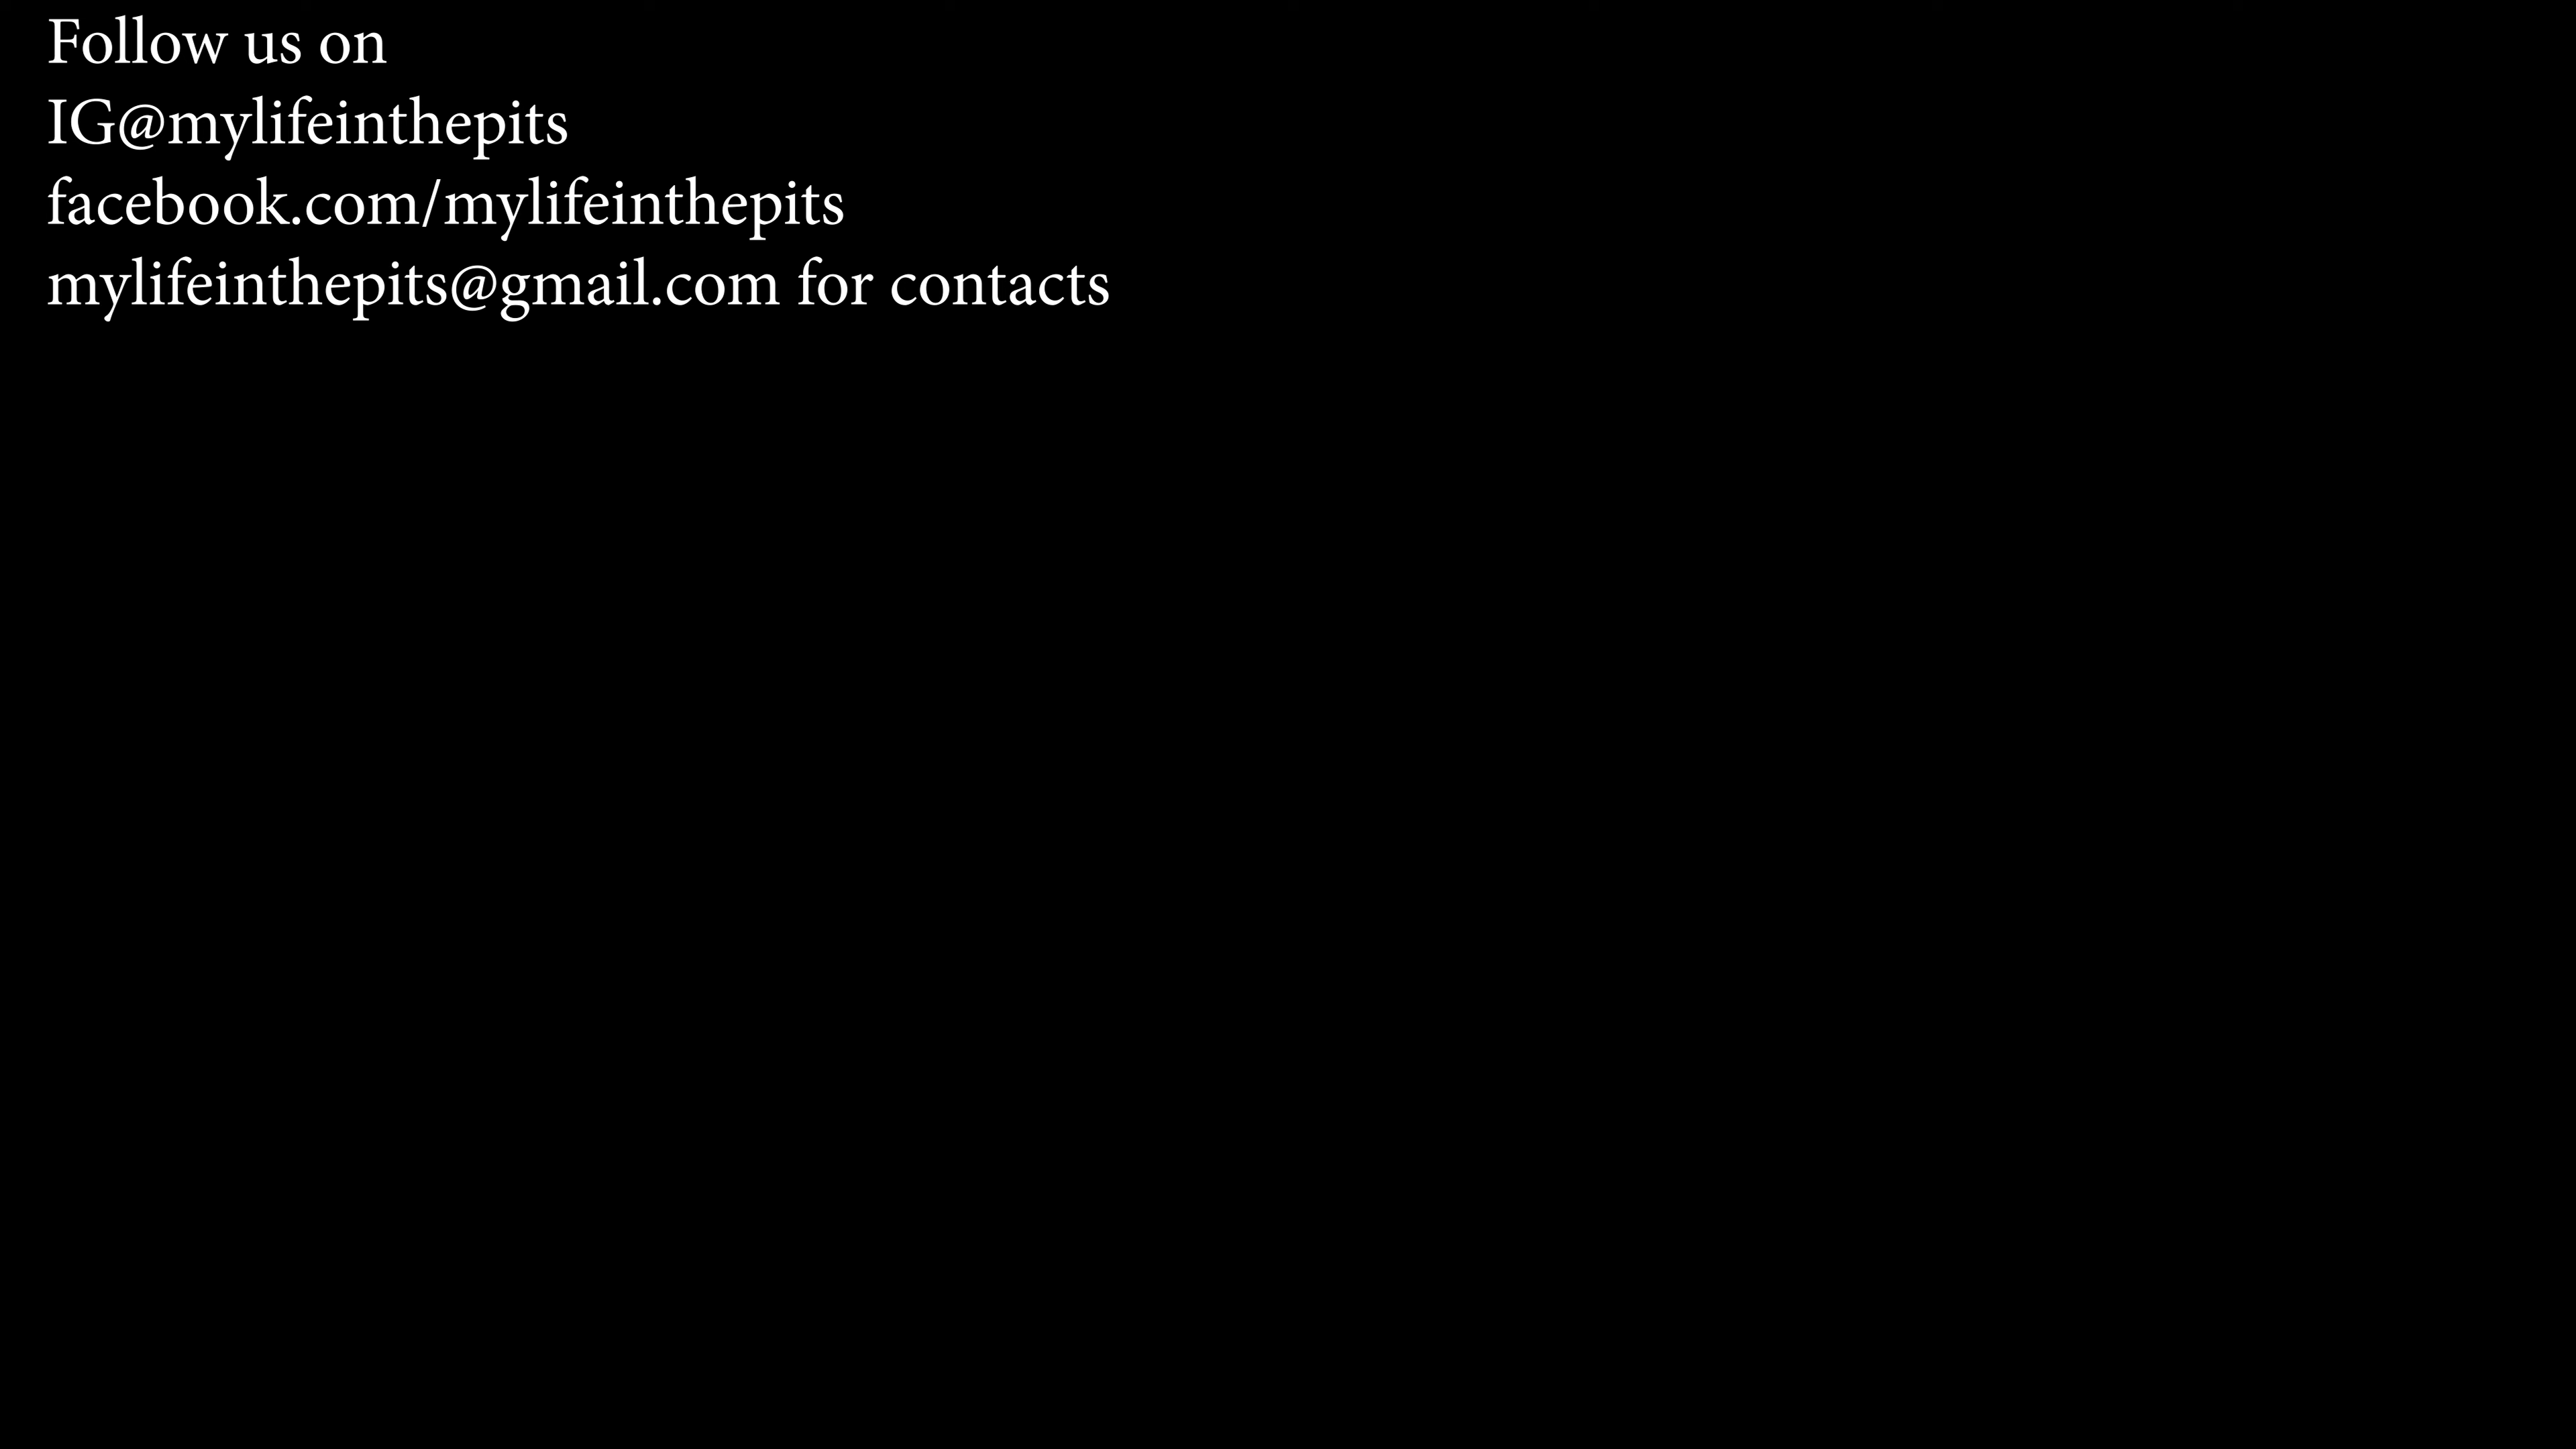 Follow us on
IG@mylifeinthepits
facebook.com/mylifeinthepits
mylifeinthepits@gmail.com for contacts